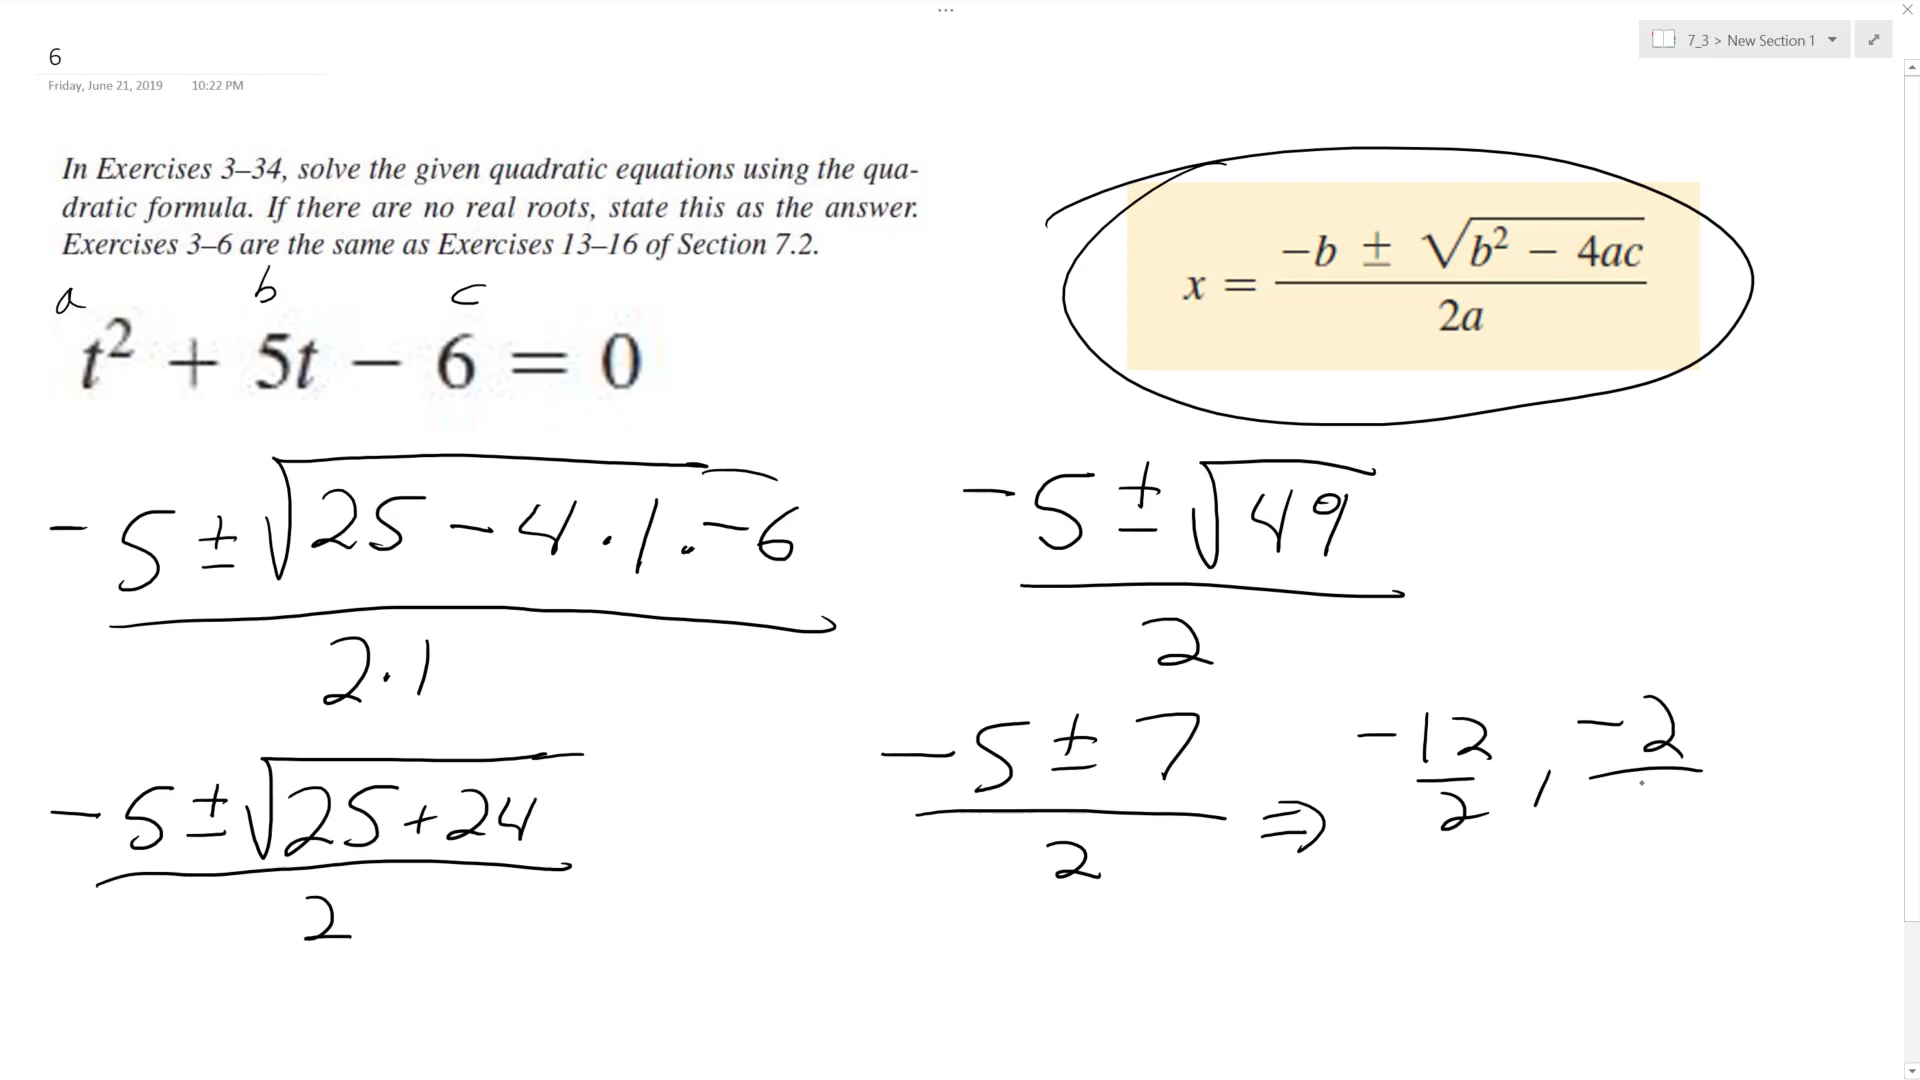 ...
7_3 > New Section 1
6
Friday, June 21, 2019 10:22 PM
In Exercises 3–34, solve the given quadratic equations using the qua-
dratic formula. If there are no real roots, state this as the answer.
Exercises 3–6 are the same as Exercises 13–16 of Section 7.2.
a b c
t² + 5t − 6 = 0
x = −b ± √b² − 4ac
2a
-5 ± √25 - 4 · 1 · -6
2 · 1
-5 ± √25 + 24
2
-5 ± √49
2
-5 ± 7 ⇒ -12 , -2
2 2